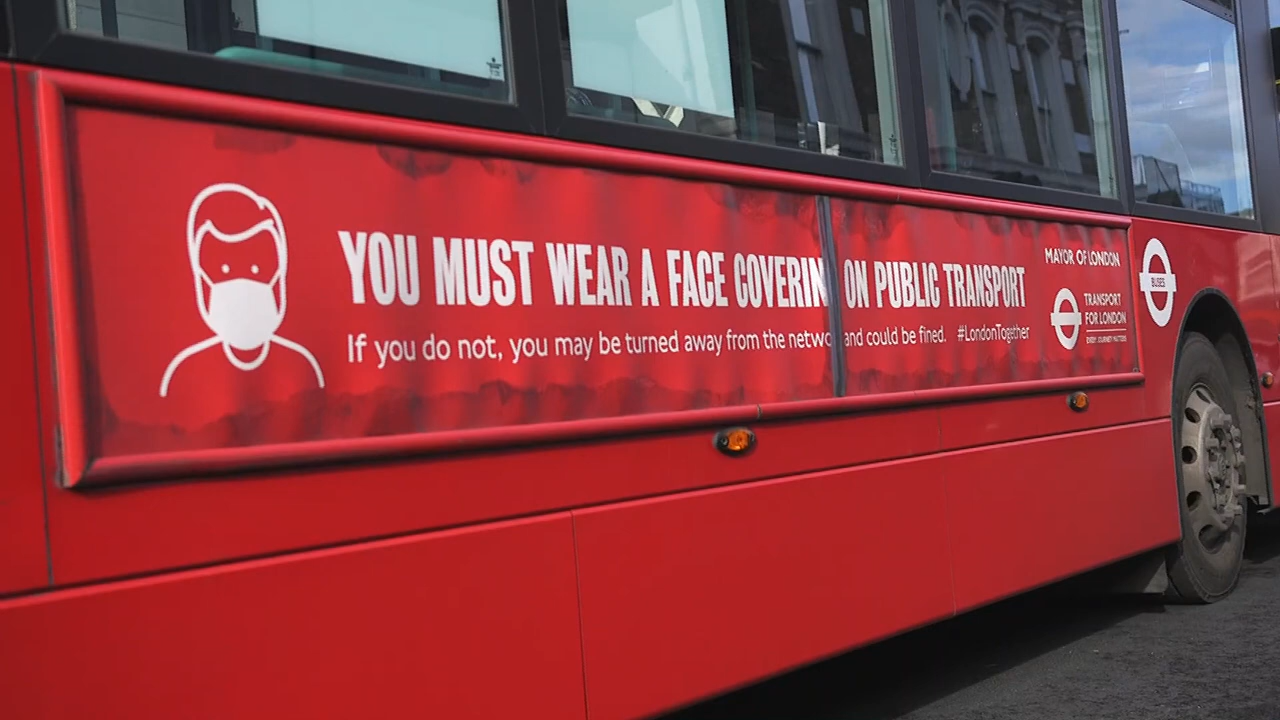 YOU MUST WEAR A FACE COVERIN ON PUBLIC TRANSPORT
If you do not, you may be turned away from the netwo and could be fined. #LondonTogether
MAYOR OF LONDON
TRANSPORT
FOR LONDON
EVERY JOURNEY MATTERS
BUSES